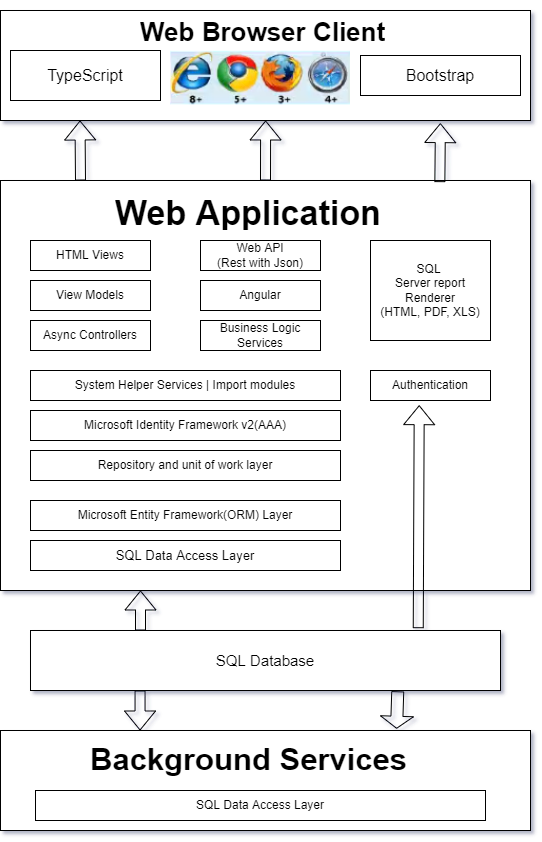 Web Browser Client
TypeScript
8+
5+
3+
4+
Bootstrap
Web Application
HTML Views
View Models
Async Controllers
Web API
(Rest with Json)
Angular
Business Logic
Services
SQL
Server report
Renderer
(HTML, PDF, XLS)
System Helper Services | Import modules
Authentication
Microsoft Identity Framework v2(AAA)
Repository and unit of work layer
Microsoft Entity Framework(ORM) Layer
SQL Data Access Layer
SQL Database
Background Services
SQL Data Access Layer